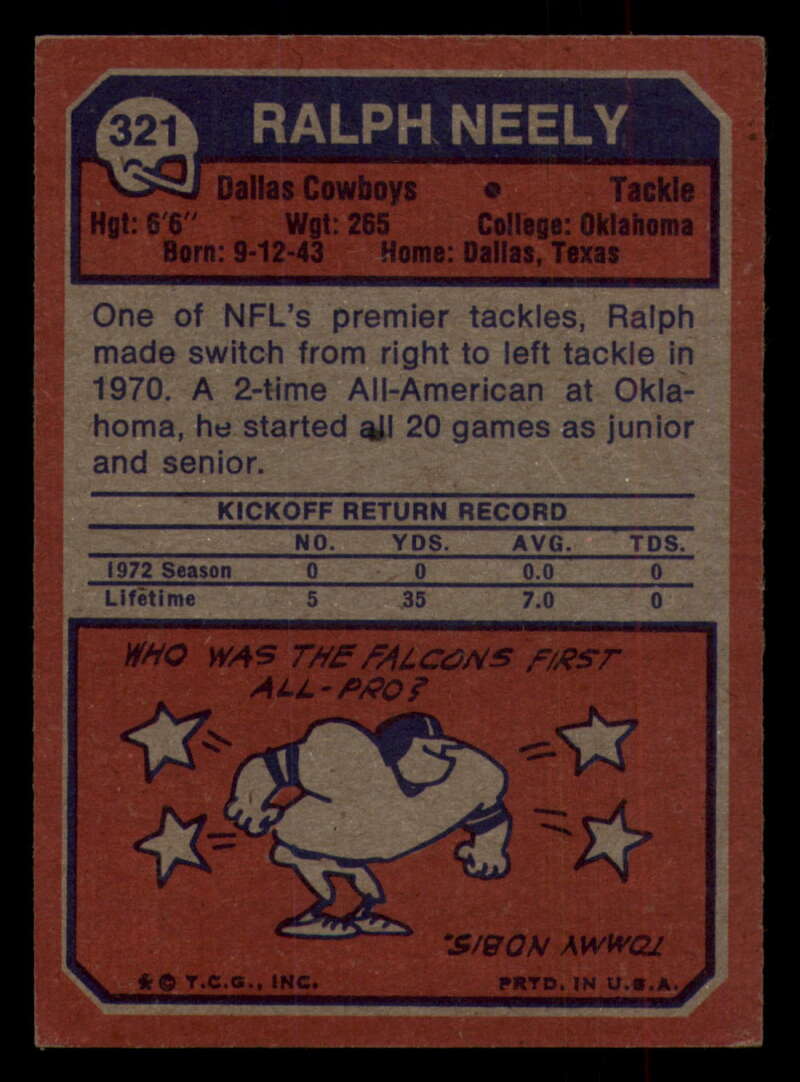 321
RALPH NEELY
Dallas Cowboys • Tackle
Hgt: 6'6" Wgt: 265 College: Oklahoma
Born: 9-12-43 Home: Dallas, Texas
One of NFL's premier tackles, Ralph
made switch from right to left tackle in
1970. A 2-time All-American at Okla-
homa, he started all 20 games as junior
and senior.
KICKOFF RETURN RECORD
NO. YDS. AVG. TDS.
1972 Season 0 0 0.0 0
Lifetime 5 35 7.0 0
WHO WAS THE FALCONS FIRST
ALL-PRO?
TOMMY NOBIS.
* © T.C.G., INC. PRTD. IN U.S.A.